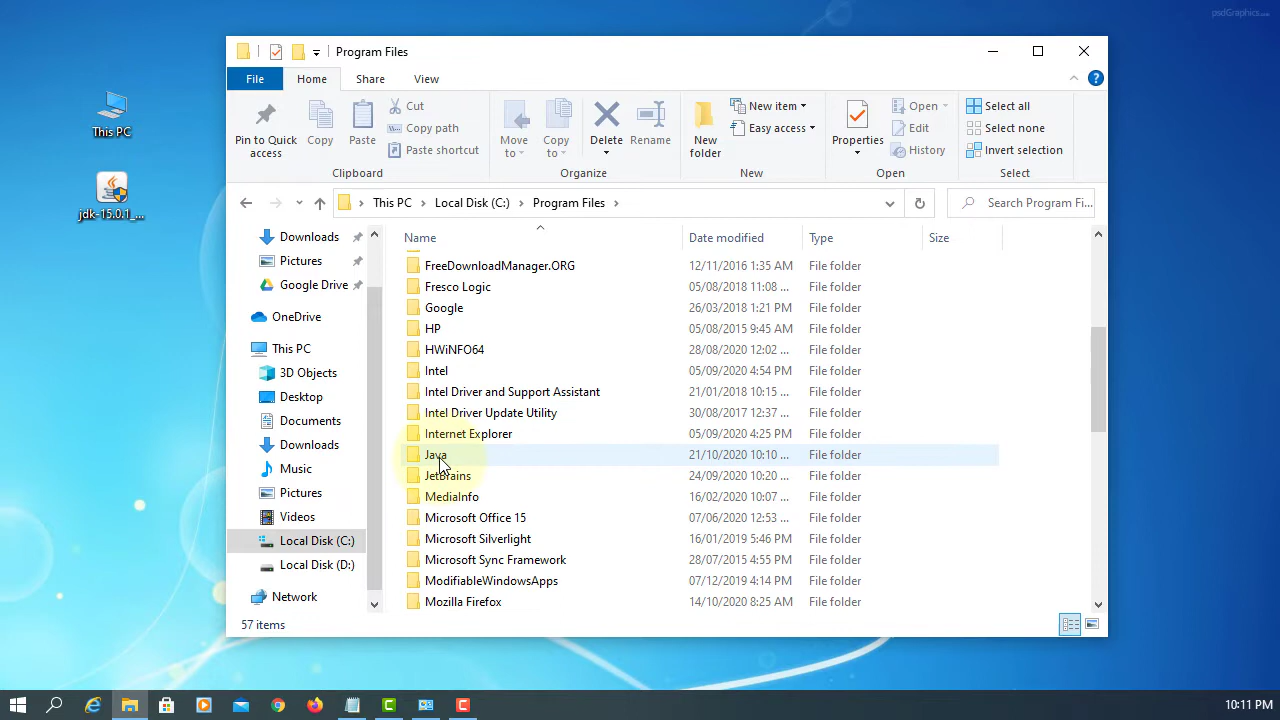 psdGraphics.com
Program Files
File Home Share View
Pin to Quick access
Copy
Paste
Cut
Copy path
Paste shortcut
Clipboard
Move to
Copy to
Delete
Rename
Organize
New folder
New item
Easy access
New
Properties
Open
Edit
History
Open
Select all
Select none
Invert selection
Select
This PC > Local Disk (C:) > Program Files >
Search Program Fi...
This PC
jdk-15.0.1_...
Downloads
Pictures
Google Drive
OneDrive
This PC
3D Objects
Desktop
Documents
Downloads
Music
Pictures
Videos
Local Disk (C:)
Local Disk (D:)
Network
Name Date modified Type Size
FreeDownloadManager.ORG 12/11/2016 1:35 AM File folder
Fresco Logic 05/08/2018 11:08 ... File folder
Google 26/03/2018 1:21 PM File folder
HP 05/08/2015 9:45 AM File folder
HWiNFO64 28/08/2020 12:02 ... File folder
Intel 05/09/2020 4:54 PM File folder
Intel Driver and Support Assistant 21/01/2018 10:15 ... File folder
Intel Driver Update Utility 30/08/2017 12:37 ... File folder
Internet Explorer 05/09/2020 4:25 PM File folder
Java 21/10/2020 10:10 ... File folder
JetBrains 24/09/2020 10:20 ... File folder
MediaInfo 16/02/2020 10:07 ... File folder
Microsoft Office 15 07/06/2020 12:53 ... File folder
Microsoft Silverlight 16/01/2019 5:46 PM File folder
Microsoft Sync Framework 28/07/2015 4:55 PM File folder
ModifiableWindowsApps 07/12/2019 4:14 PM File folder
Mozilla Firefox 14/10/2020 8:25 AM File folder
57 items
10:11 PM